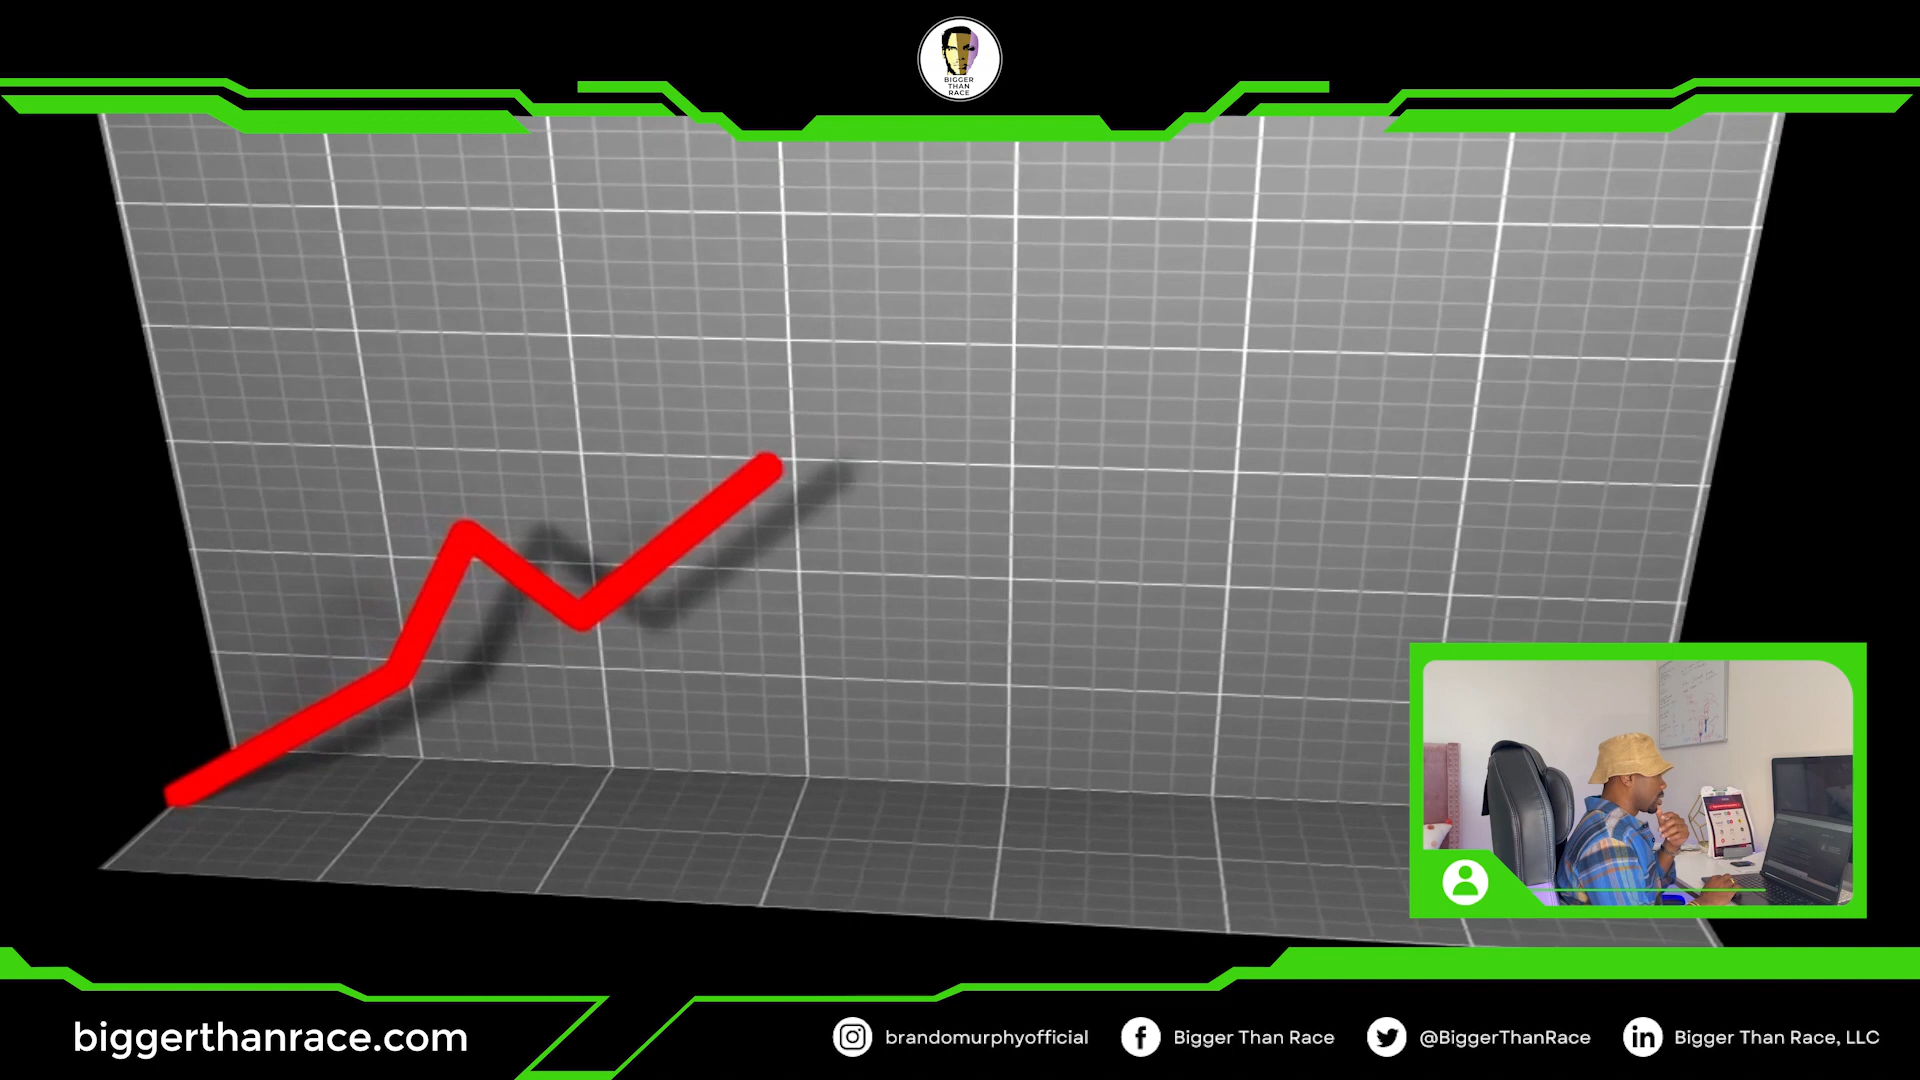 BIGGER
THAN
RACE
biggerthanrace.com
brandomurphyofficial
Bigger Than Race
@BiggerThanRace
Bigger Than Race, LLC